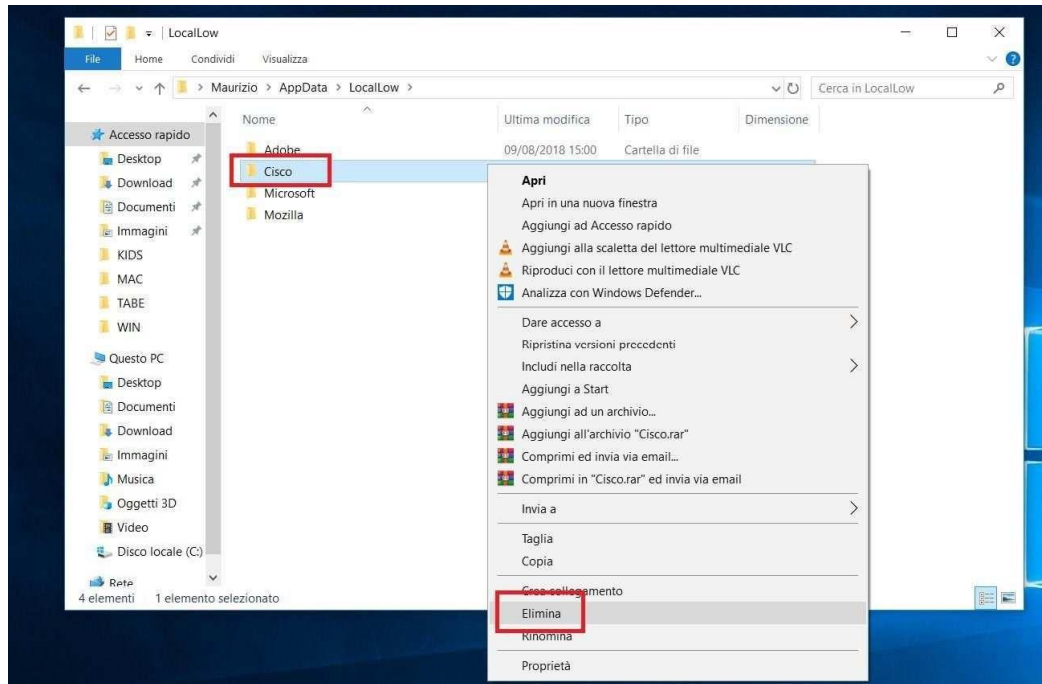 LocalLow
File Home Condividi Visualizza
Maurizio > AppData > LocalLow >
Cerca in LocalLow
Nome Ultima modifica Tipo Dimensione
Accesso rapido
Desktop
Download
Documenti
Immagini
KIDS
MAC
TABE
WIN
Questo PC
Desktop
Documenti
Download
Immagini
Musica
Oggetti 3D
Video
Disco locale (C:)
Rete
Adobe 09/08/2018 15:00 Cartella di file
Cisco
Microsoft
Mozilla
Apri
Apri in una nuova finestra
Aggiungi ad Accesso rapido
Aggiungi alla scaletta del lettore multimediale VLC
Riproduci con il lettore multimediale VLC
Analizza con Windows Defender...
Dare accesso a
Ripristina versioni precedenti
Includi nella raccolta
Aggiungi a Start
Aggiungi ad un archivio...
Aggiungi all'archivio "Cisco.rar"
Comprimi ed invia via email...
Comprimi in "Cisco.rar" ed invia via email
Invia a
Taglia
Copia
Crea collegamento
Elimina
Rinomina
Proprietà
4 elementi 1 elemento selezionato